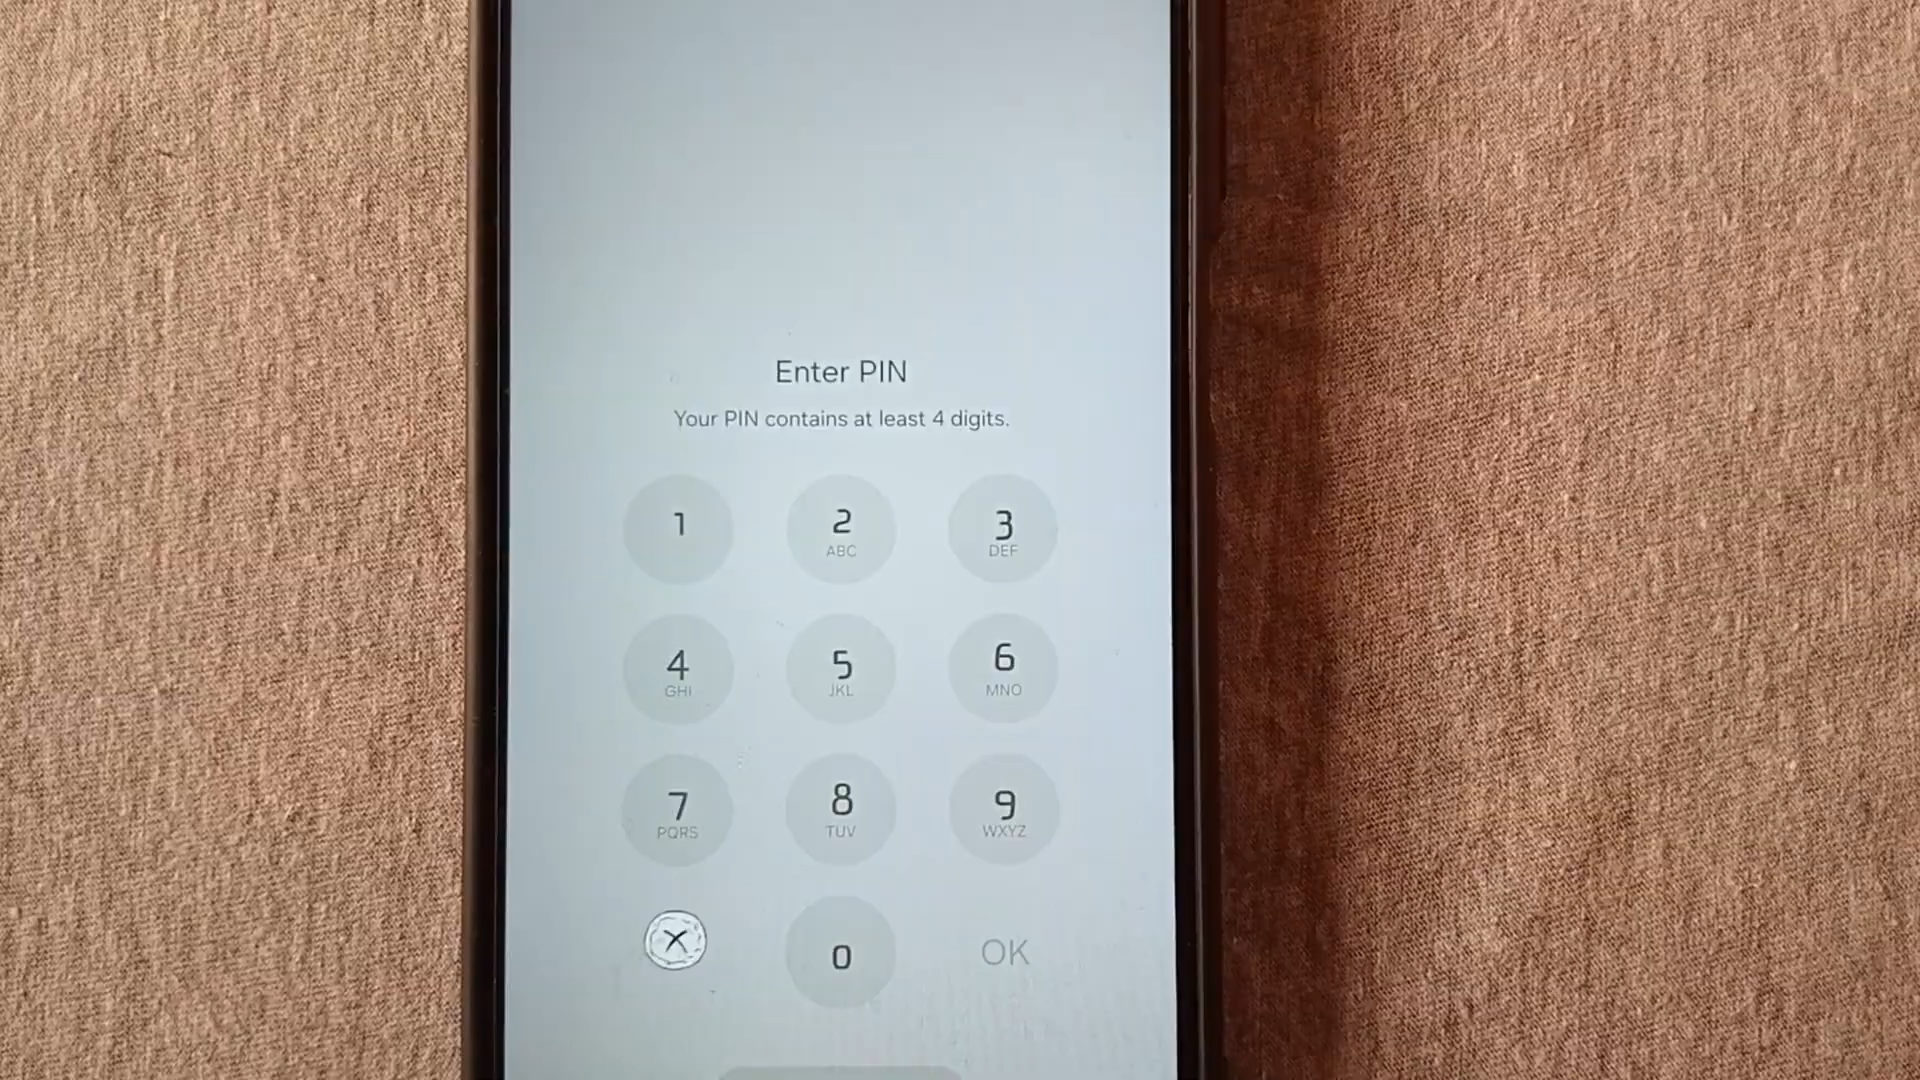 Enter PIN
Your PIN contains at least 4 digits.
1 2 3
ABC DEF
4 5 6
GHI JKL MNO
7 8 9
PQRS TUV WXYZ
0 OK